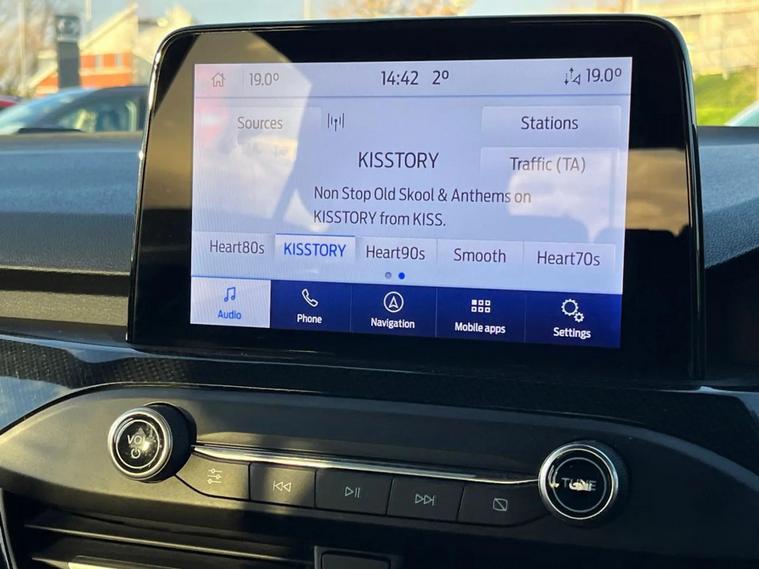 19.0° 14:42 2° 19.0°
Sources Stations
KISSTORY Traffic (TA)
Non Stop Old Skool & Anthems on
KISSTORY from KISS.
Heart80s KISSTORY Heart90s Smooth Heart70s
Audio Phone Navigation Mobile apps Settings
VOL TUNE